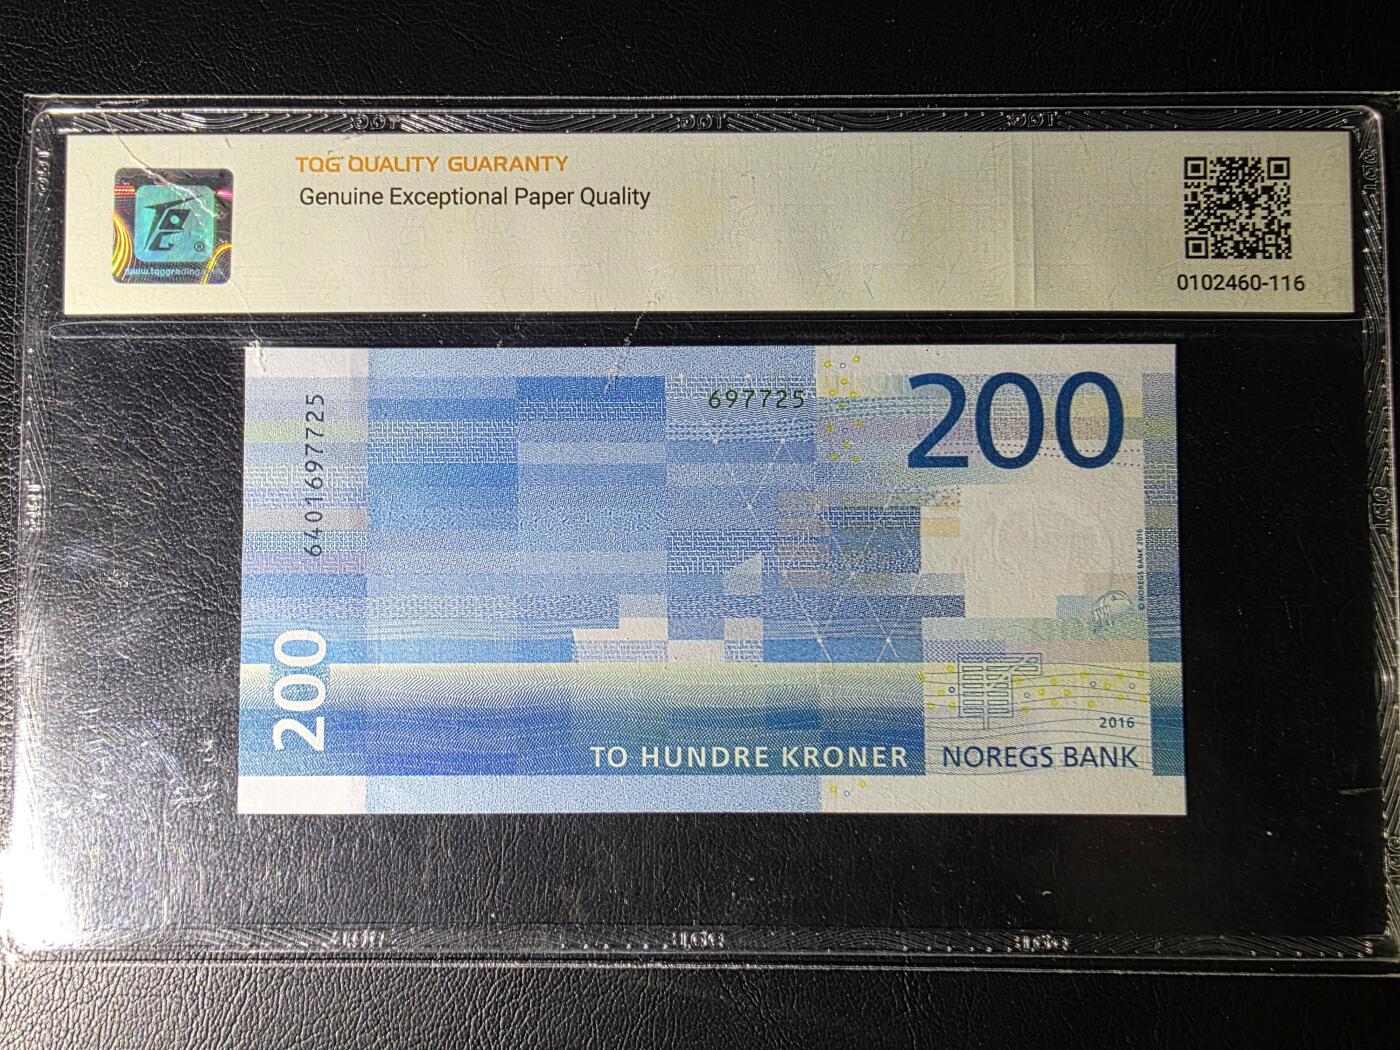 TQG QUALITY GUARANTY
Genuine Exceptional Paper Quality
TQG
®
0102460-116
200
697725
6401697725
© NOREGS BANK 2016
200
2016
TO HUNDRE KRONER
NOREGS BANK